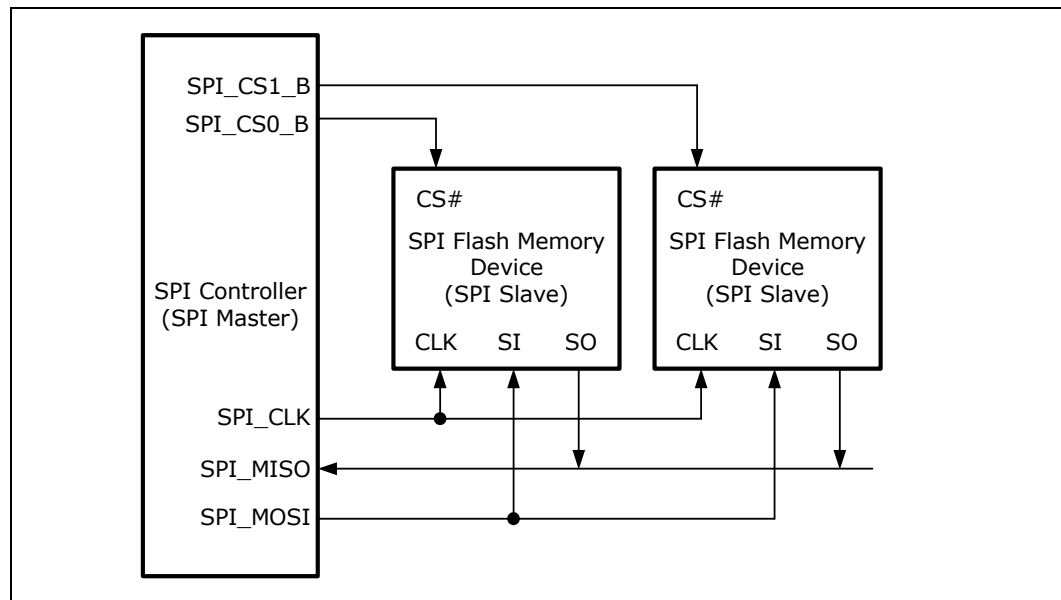 SPI_CS1_B
SPI_CS0_B
SPI Controller
(SPI Master)
SPI_CLK
SPI_MISO
SPI_MOSI
CS#
SPI Flash Memory
Device
(SPI Slave)
CLK SI SO
CS#
SPI Flash Memory
Device
(SPI Slave)
CLK SI SO